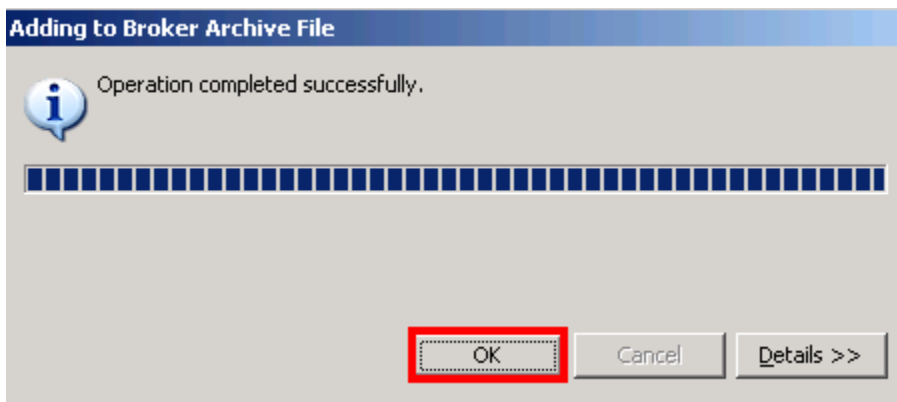 Adding to Broker Archive File
Operation completed successfully.
OK Cancel Details >>